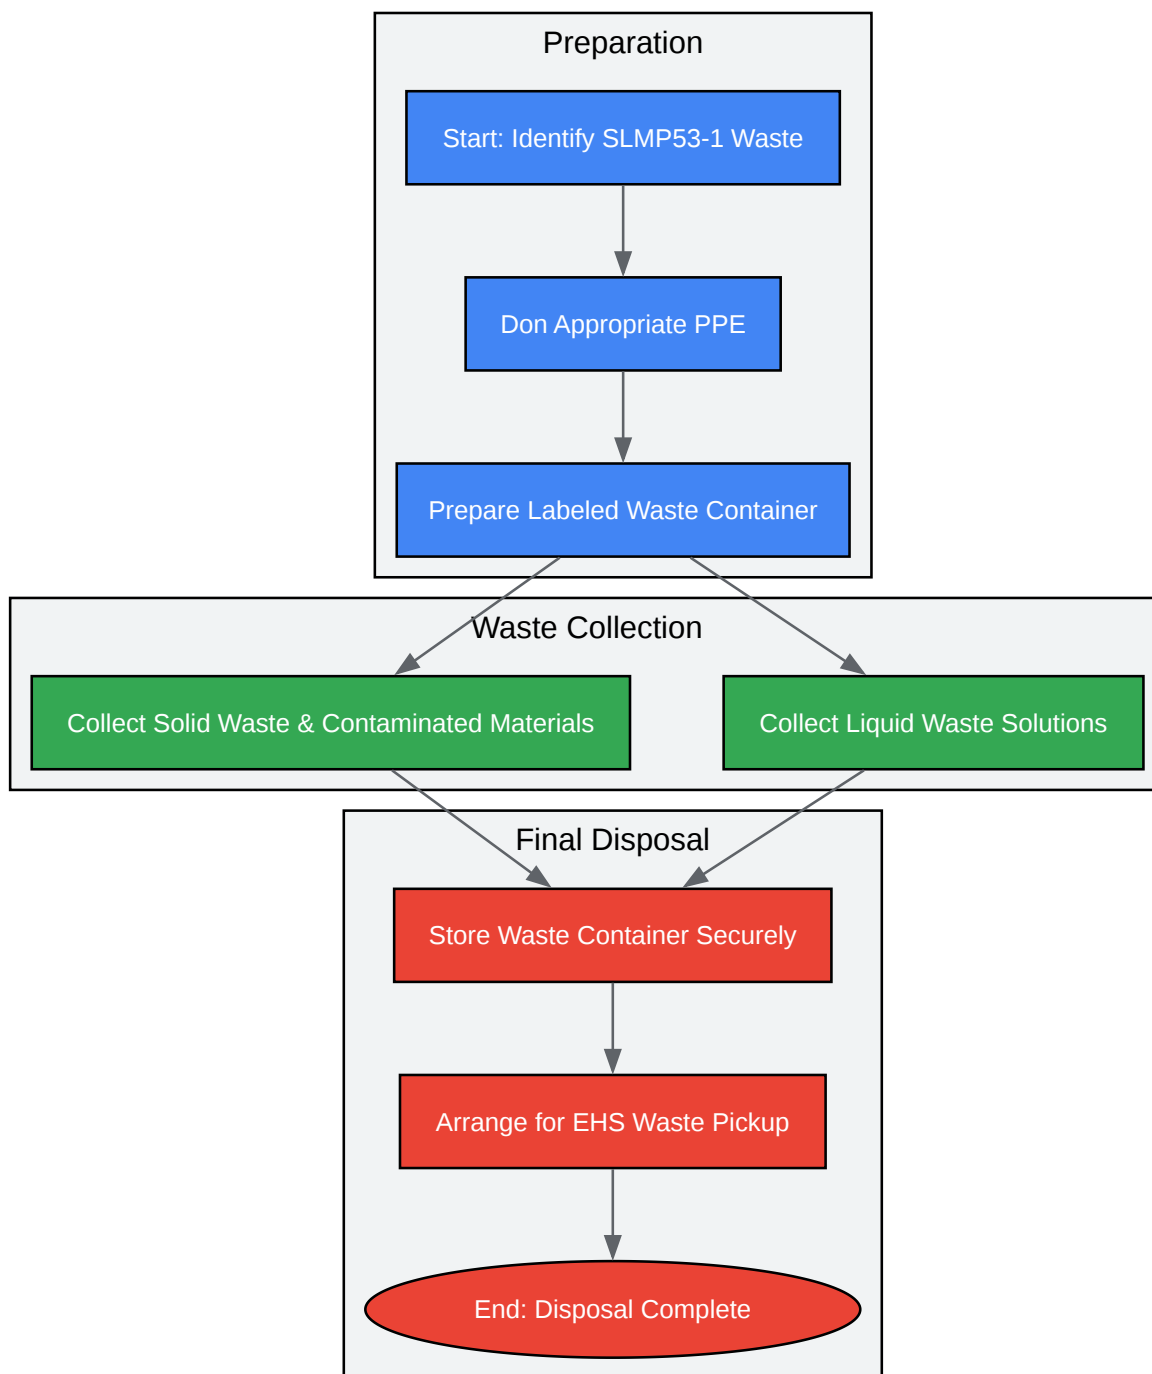 Preparation
Start: Identify SLMP53-1 Waste
Don Appropriate PPE
Prepare Labeled Waste Container
Waste Collection
Collect Solid Waste & Contaminated Materials
Collect Liquid Waste Solutions
Final Disposal
Store Waste Container Securely
Arrange for EHS Waste Pickup
End: Disposal Complete